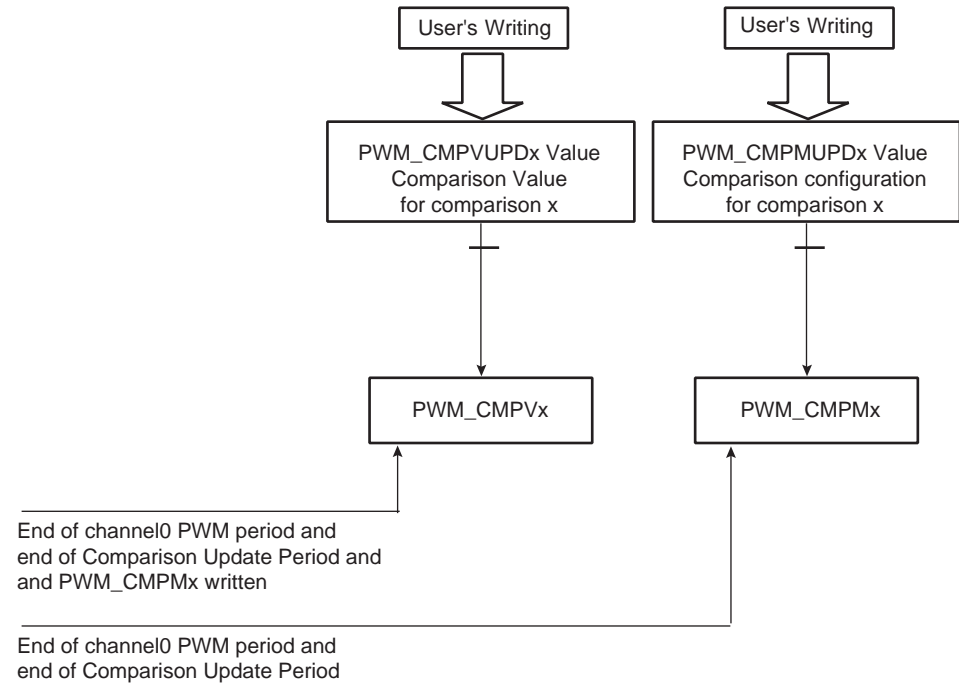 User's Writing
User's Writing
PWM_CMPVUPDx Value
Comparison Value
for comparison x
PWM_CMPMUPDx Value
Comparison configuration
for comparison x
PWM_CMPVx
PWM_CMPMx
End of channel0 PWM period and
end of Comparison Update Period and
and PWM_CMPMx written
End of channel0 PWM period and
end of Comparison Update Period